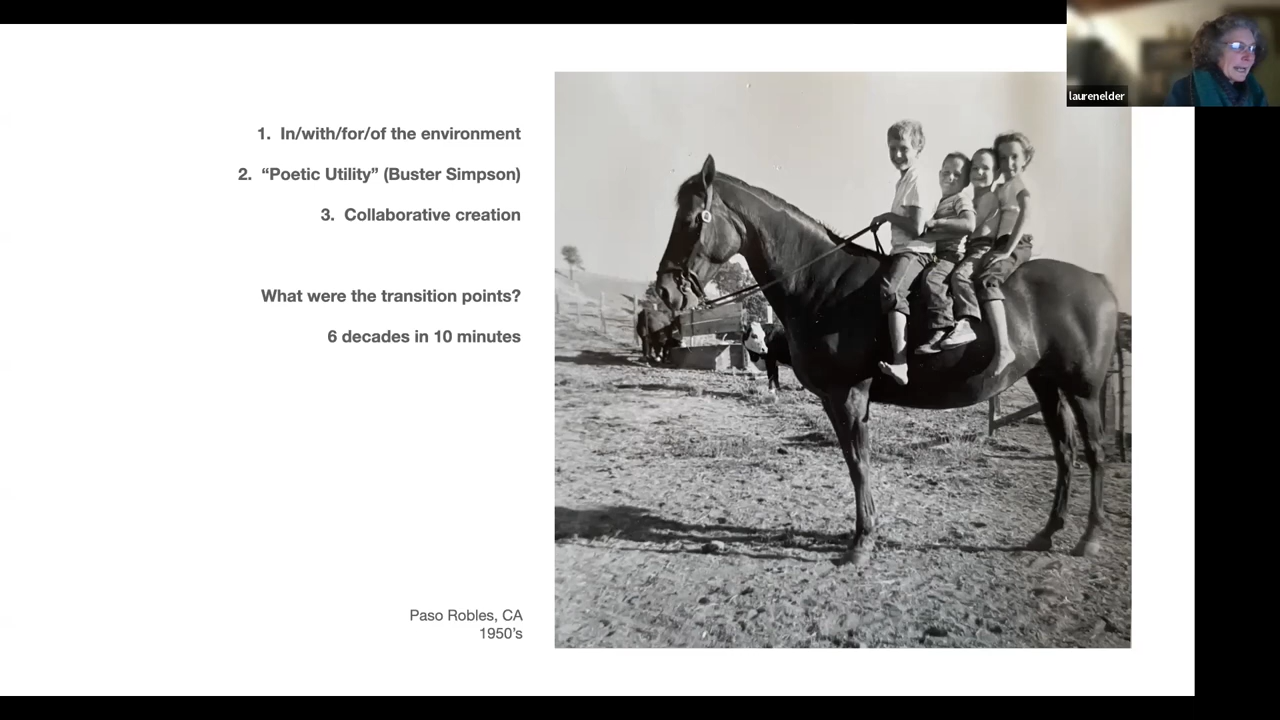 laurenelder
1. In/with/for/of the environment
2. “Poetic Utility” (Buster Simpson)
3. Collaborative creation
What were the transition points?
6 decades in 10 minutes
Paso Robles, CA
1950’s